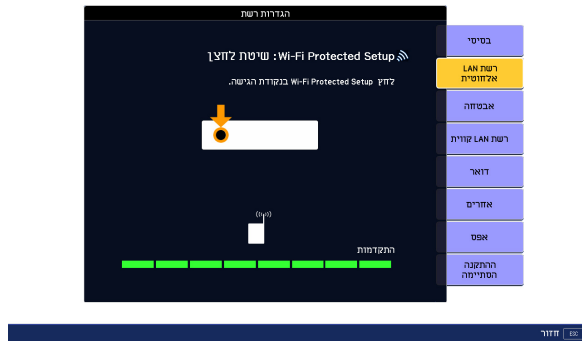 הגדרות רשת
Wi-Fi Protected Setup: שיטת לחצן
לחץ Wi-Fi Protected Setup בנקודת הגישה.
התקדמות
בסיסי
רשת LAN
אלחוטית
אבטחה
רשת LAN קווית
דואר
אחרים
אפס
ההתקנה
הסתיימה
חזור ESC